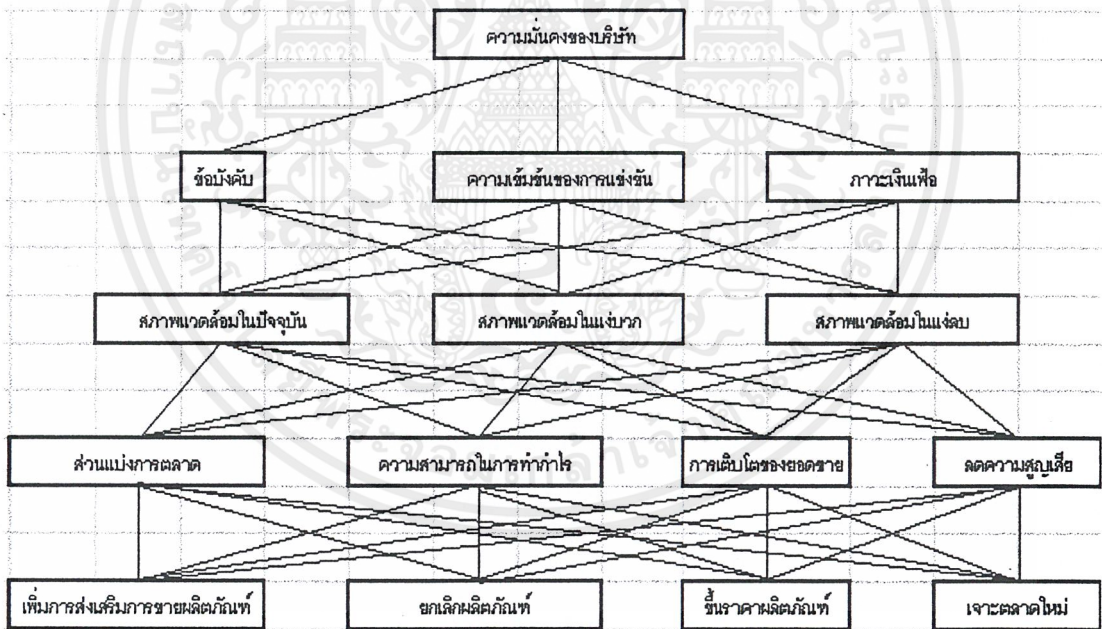 ความมั่นคงของบริษัท
ข้อบังคับ
ความเข้มข้นของการแข่งขัน
ภาวะเงินเฟ้อ
สภาพแวดล้อมในปัจจุบัน
สภาพแวดล้อมในแง่บวก
สภาพแวดล้อมในแง่ลบ
ส่วนแบ่งการตลาด
ความสามารถในการทำกำไร
การเติบโตของยอดขาย
ลดความสูญเสีย
เพิ่มการส่งเสริมการขายผลิตภัณฑ์
ยกเลิกผลิตภัณฑ์
ขึ้นราคาผลิตภัณฑ์
เจาะตลาดใหม่